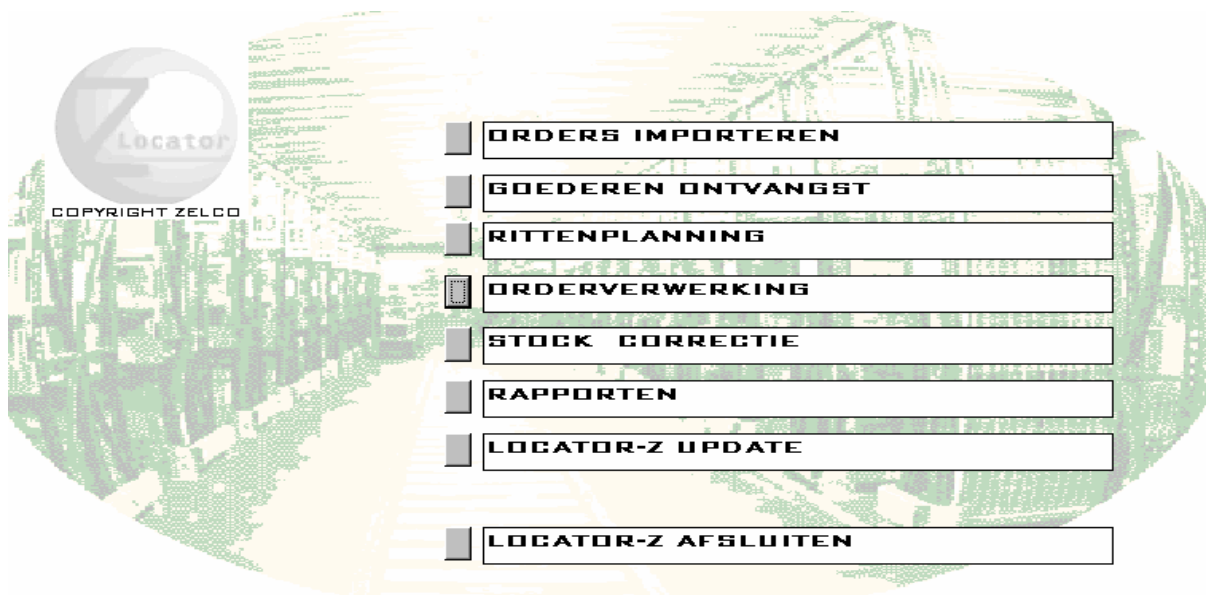 Locator
COPYRIGHT ZELCO
ORDERS IMPORTEREN
GOEDEREN ONTVANGST
RITTENPLANNING
ORDERVERWERKING
STOCK CORRECTIE
RAPPORTEN
LOCATOR-Z UPDATE
LOCATOR-Z AFSLUITEN